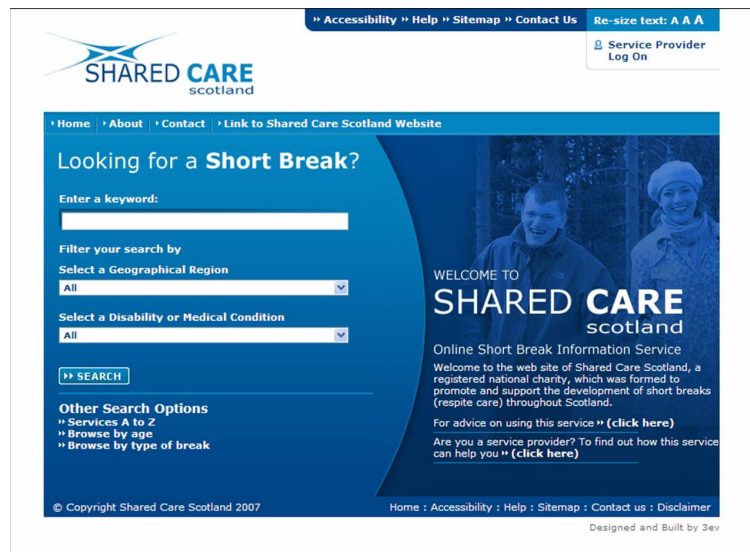 Accessibility Help Sitemap Contact Us Re-size text: A A A
Service Provider
Log On
SHARED CARE
scotland
Home About Contact Link to Shared Care Scotland Website
Looking for a Short Break?
Enter a keyword:
Filter your search by
Select a Geographical Region
All
Select a Disability or Medical Condition
All
SEARCH
Other Search Options
Services A to Z
Browse by age
Browse by type of break
WELCOME TO
SHARED CARE
scotland
Online Short Break Information Service
Welcome to the web site of Shared Care Scotland, a
registered national charity, which was formed to
promote and support the development of short breaks
(respite care) throughout Scotland.
For advice on using this service (click here)
Are you a service provider? To find out how this service
can help you (click here)
© Copyright Shared Care Scotland 2007
Home : Accessibility : Help : Sitemap : Contact us : Disclaimer
Designed and Built by 3ev